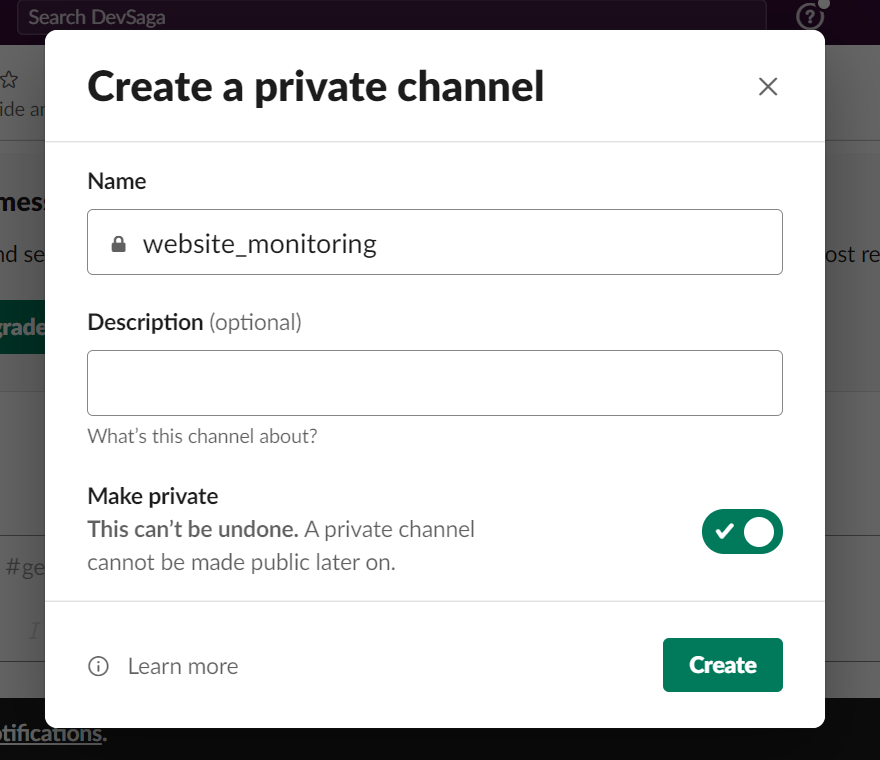 Search DevSaga
Create a private channel
ide
mess
Name
nd se
ost re
website_monitoring
Description (optional)
grade
What's this channel about?
Make private
This can't be undone. A private channel
cannot be made public later on.
#ge
Learn more
Create
otifications.